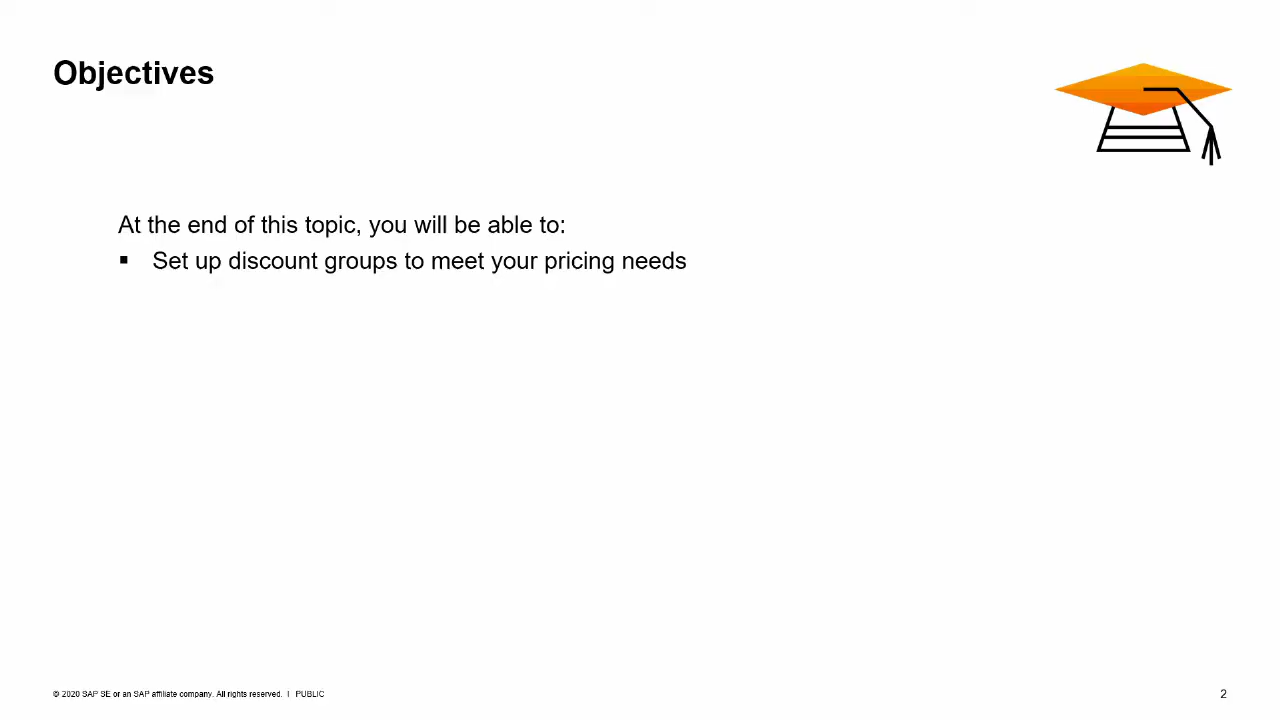 Objectives
At the end of this topic, you will be able to:
▪ Set up discount groups to meet your pricing needs
© 2020 SAP SE or an SAP affiliate company. All rights reserved. I PUBLIC
2